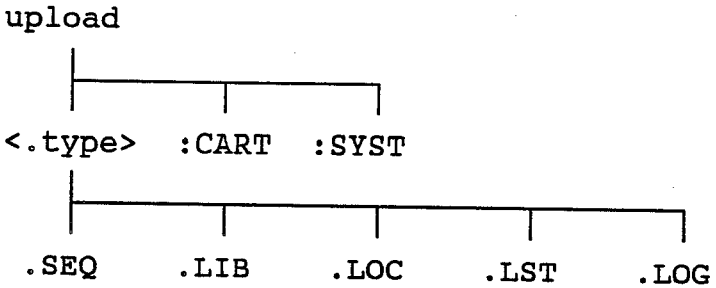 upload
<.type> :CART :SYST
.SEQ .LIB .LOC .LST .LOG